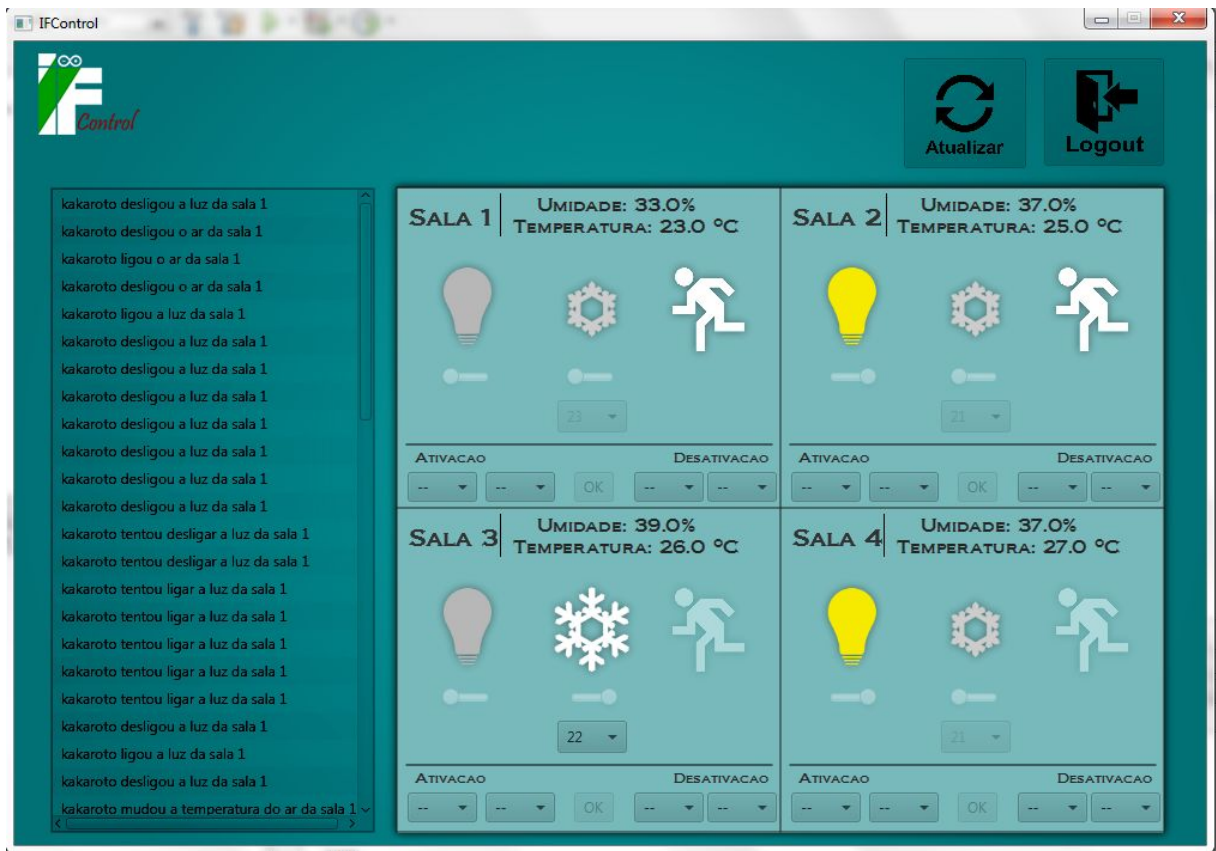 IFControl
IF
Control
Atualizar
Logout
kakaroto desligou a luz da sala 1
kakaroto desligou o ar da sala 1
kakaroto ligou o ar da sala 1
kakaroto desligou o ar da sala 1
kakaroto ligou a luz da sala 1
kakaroto desligou a luz da sala 1
kakaroto desligou a luz da sala 1
kakaroto desligou a luz da sala 1
kakaroto desligou a luz da sala 1
kakaroto desligou a luz da sala 1
kakaroto desligou a luz da sala 1
kakaroto desligou a luz da sala 1
kakaroto tentou desligar a luz da sala 1
kakaroto tentou desligar a luz da sala 1
kakaroto tentou ligar a luz da sala 1
kakaroto tentou ligar a luz da sala 1
kakaroto tentou ligar a luz da sala 1
kakaroto tentou ligar a luz da sala 1
kakaroto tentou ligar a luz da sala 1
kakaroto desligou a luz da sala 1
kakaroto ligou a luz da sala 1
kakaroto desligou a luz da sala 1
kakaroto mudou a temperatura do ar da sala 1
Sala 1
Umidade: 33.0%
Temperatura: 23.0 °C
23
Ativacao Desativacao
-- -- OK -- --
Sala 2
Umidade: 37.0%
Temperatura: 25.0 °C
21
Ativacao Desativacao
-- -- OK -- --
Sala 3
Umidade: 39.0%
Temperatura: 26.0 °C
22
Ativacao Desativacao
-- -- OK -- --
Sala 4
Umidade: 37.0%
Temperatura: 27.0 °C
21
Ativacao Desativacao
-- -- OK -- --